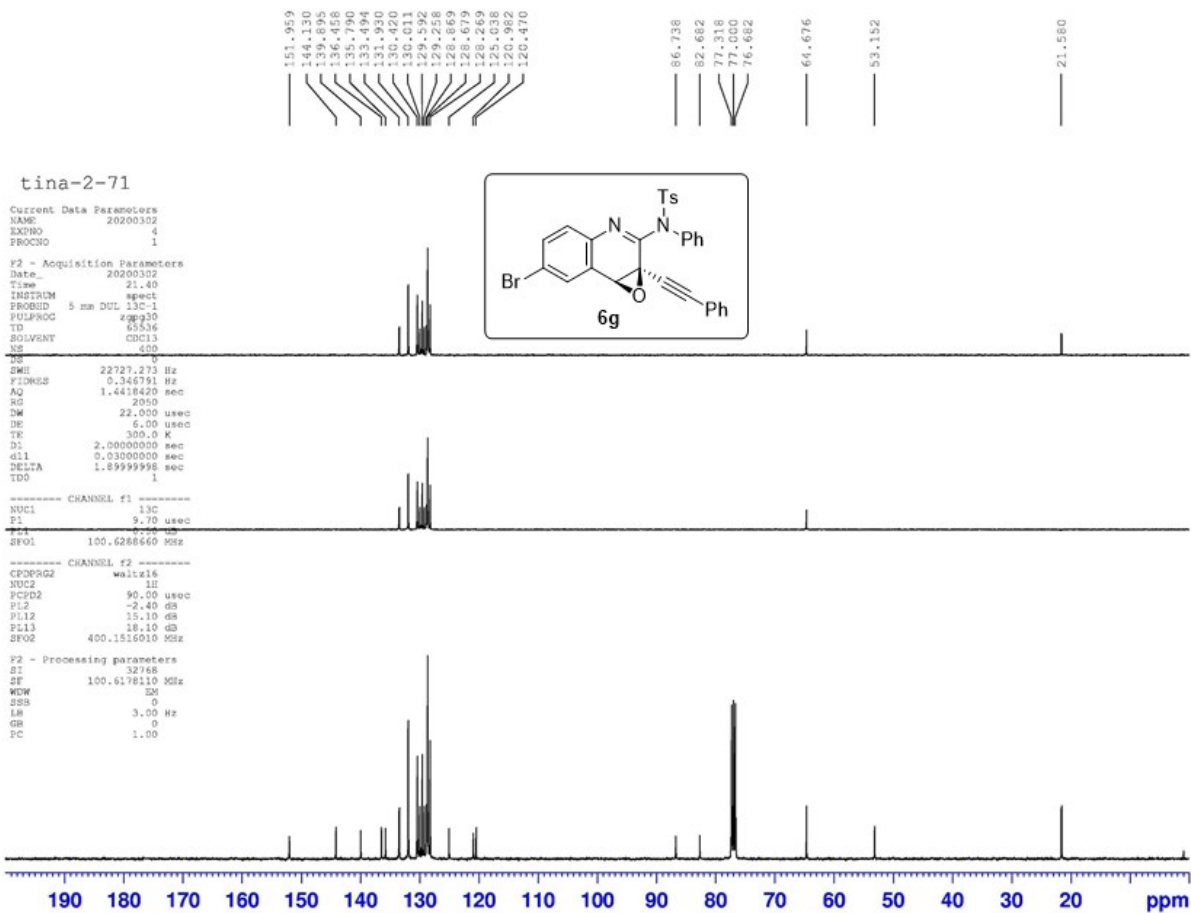 151.959
144.130
139.895
136.458
135.790
133.494
131.930
130.420
130.011
129.592
129.258
128.869
128.679
128.269
125.038
120.982
120.470
86.738
82.682
77.318
77.000
76.682
64.676
53.152
21.580
tina-2-71
Current Data Parameters
NAME 20200302
EXPNO 4
PROCNO 1
F2 - Acquisition Parameters
Date_ 20200302
Time 21.40
INSTRUM spect
PROBHD 5 mm DUL 13C-1
PULPROG zgpg30
TD 65536
SOLVENT CDCl3
NS 400
DS 0
SWH 22727.273 Hz
FIDRES 0.346791 Hz
AQ 1.4418420 sec
RG 2050
DW 22.000 usec
DE 6.00 usec
TE 300.0 K
D1 2.00000000 sec
d11 0.03000000 sec
DELTA 1.89999998 sec
TD0 1
======== CHANNEL f1 ========
NUC1 13C
P1 9.70 usec
PL1 dB
SFO1 100.6288660 MHz
======== CHANNEL f2 ========
CPDPRG2 waltz16
NUC2 1H
PCPD2 90.00 usec
PL2 -2.40 dB
PL12 15.10 dB
PL13 18.10 dB
SFO2 400.1516010 MHz
F2 - Processing parameters
SI 32768
SF 100.6178110 MHz
WDW EM
SSB 0
LB 3.00 Hz
GB 0
PC 1.00
Ts
N
N
Ph
Br
O
Ph
6g
190 180 170 160 150 140 130 120 110 100 90 80 70 60 50 40 30 20 ppm